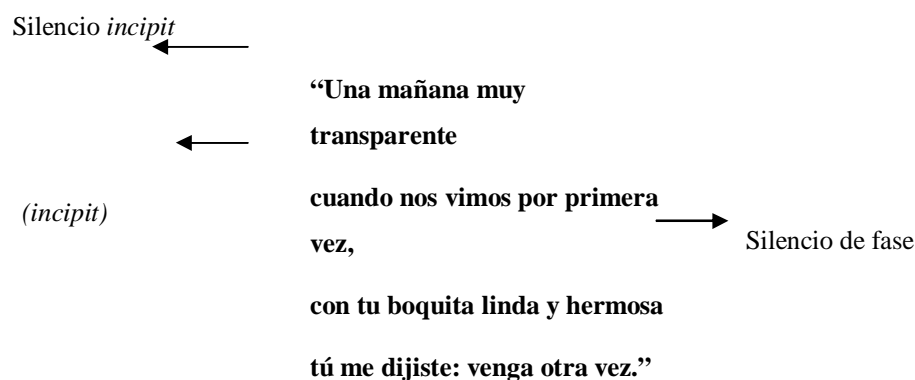 Silencio incipit
“Una mañana muy
transparente
(incipit)
cuando nos vimos por primera
vez,
Silencio de fase
con tu boquita linda y hermosa
tú me dijiste: venga otra vez.”